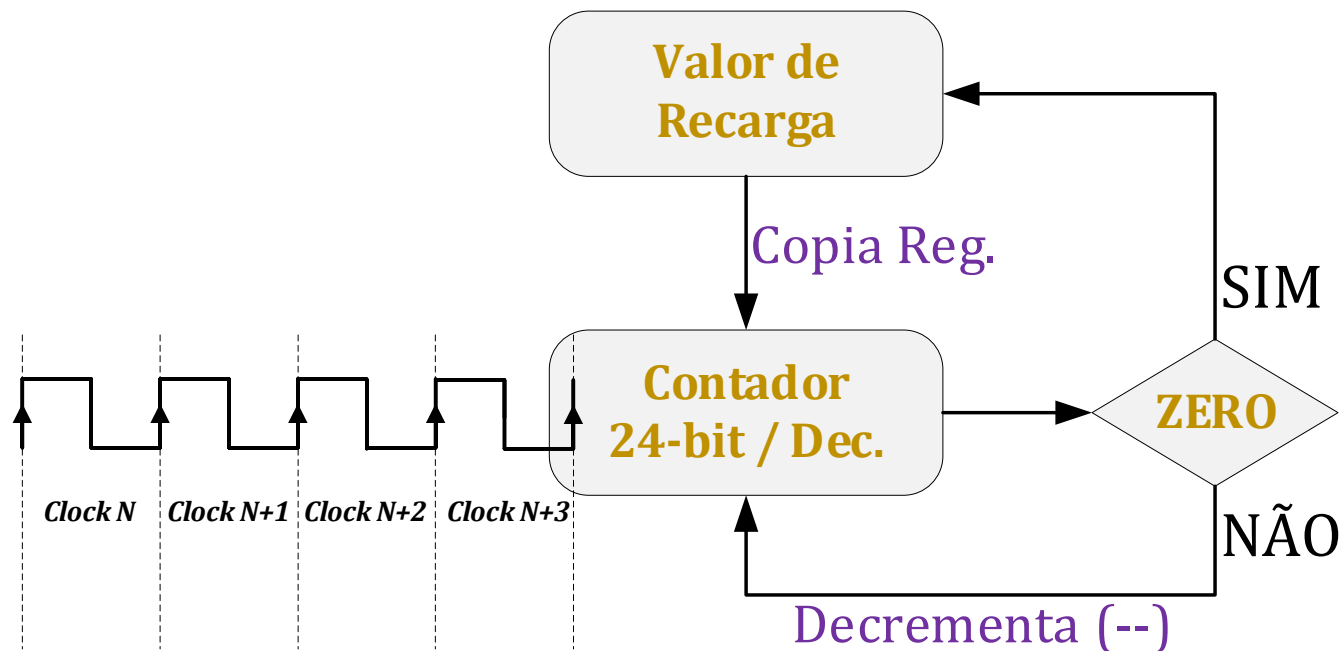 Valor de
Recarga
Copia Reg.
SIM
Contador
24-bit / Dec.
ZERO
Clock N
Clock N+1
Clock N+2
Clock N+3
NÃO
Decrementa (--)